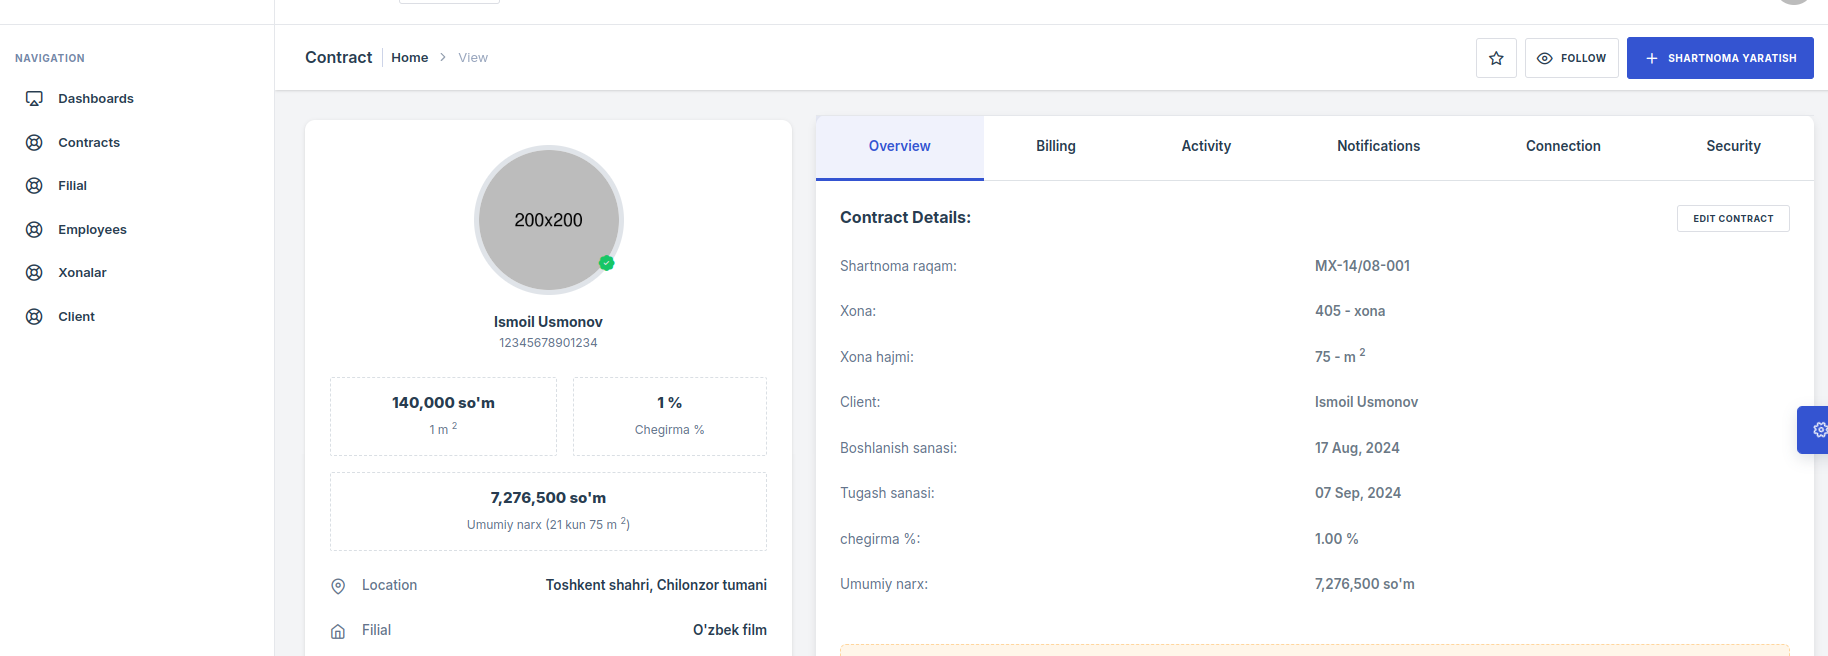 NAVIGATION
Dashboards
Contracts
Filial
Employees
Xonalar
Client
Contract Home View
FOLLOW
SHARTNOMA YARATISH
200x200
Ismoil Usmonov
12345678901234
140,000 so'm
1 m 2
1 %
Chegirma %
7,276,500 so'm
Umumiy narx (21 kun 75 m 2)
Location Toshkent shahri, Chilonzor tumani
Filial O'zbek film
Overview Billing Activity Notifications Connection Security
Contract Details: EDIT CONTRACT
Shartnoma raqam: MX-14/08-001
Xona: 405 - xona
Xona hajmi: 75 - m 2
Client: Ismoil Usmonov
Boshlanish sanasi: 17 Aug, 2024
Tugash sanasi: 07 Sep, 2024
chegirma %: 1.00 %
Umumiy narx: 7,276,500 so'm